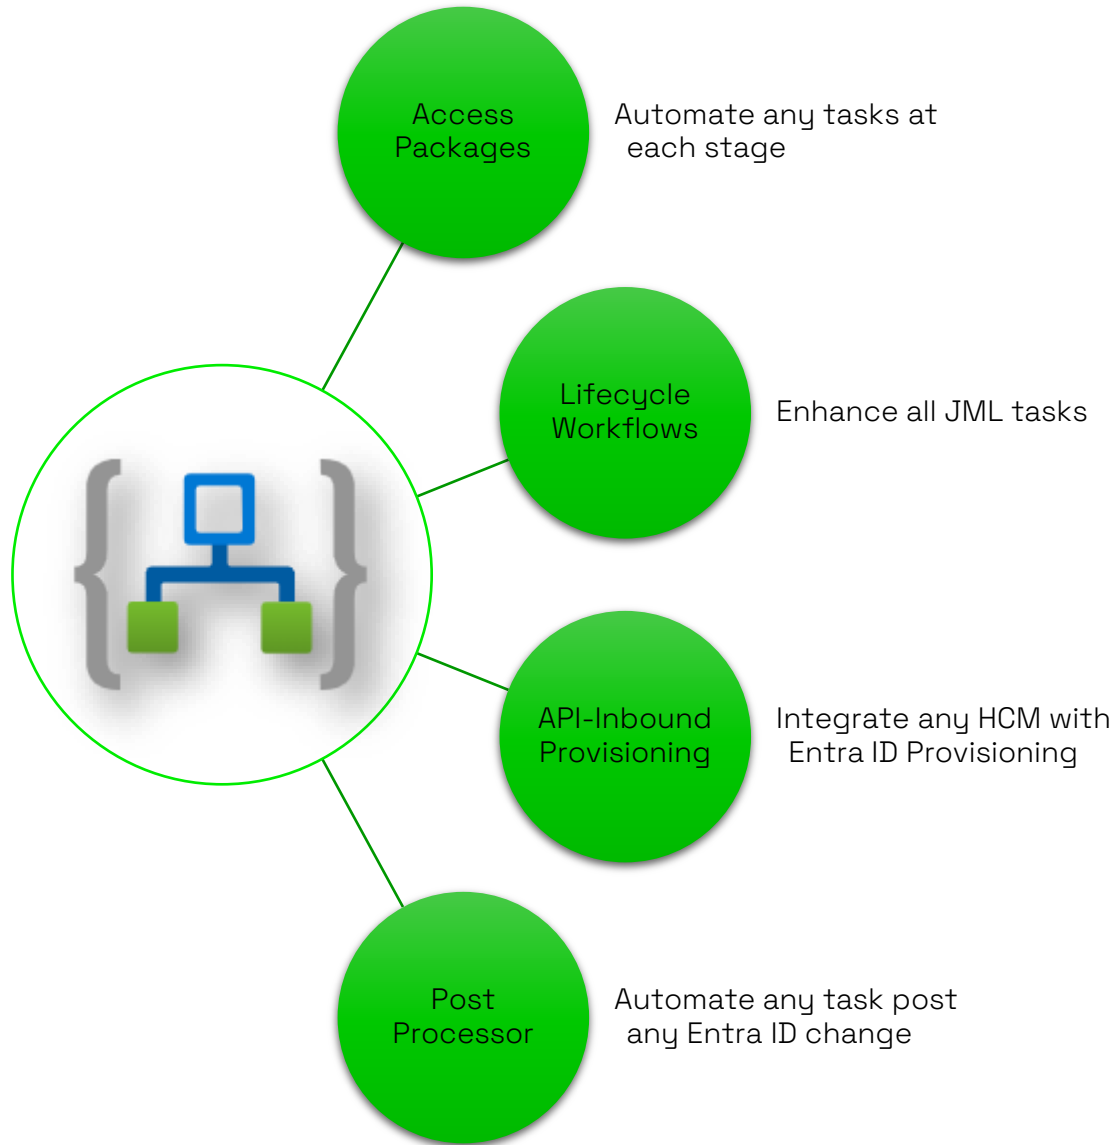 Access
Packages
Automate any tasks at
each stage
Lifecycle
Workflows
Enhance all JML tasks
API-Inbound
Provisioning
Integrate any HCM with
Entra ID Provisioning
Post
Processor
Automate any task post
any Entra ID change